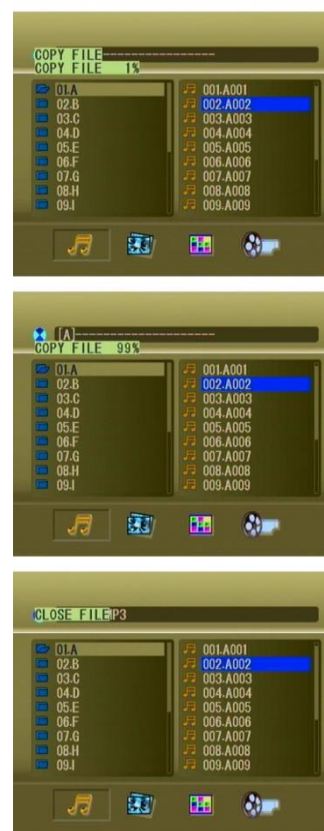 COPY FILE-----------------
COPY FILE 1%
01.A 001.A001
02.B 002.A002
03.C 003.A003
04.D 004.A004
05.E 005.A005
06.F 006.A006
07.G 007.A007
08.H 008.A008
09.I 009.A009
[A]---------------------
COPY FILE 99%
01.A 001.A001
02.B 002.A002
03.C 003.A003
04.D 004.A004
05.E 005.A005
06.F 006.A006
07.G 007.A007
08.H 008.A008
09.I 009.A009
CLOSE FILE P3
01.A 001.A001
02.B 002.A002
03.C 003.A003
04.D 004.A004
05.E 005.A005
06.F 006.A006
07.G 007.A007
08.H 008.A008
09.I 009.A009